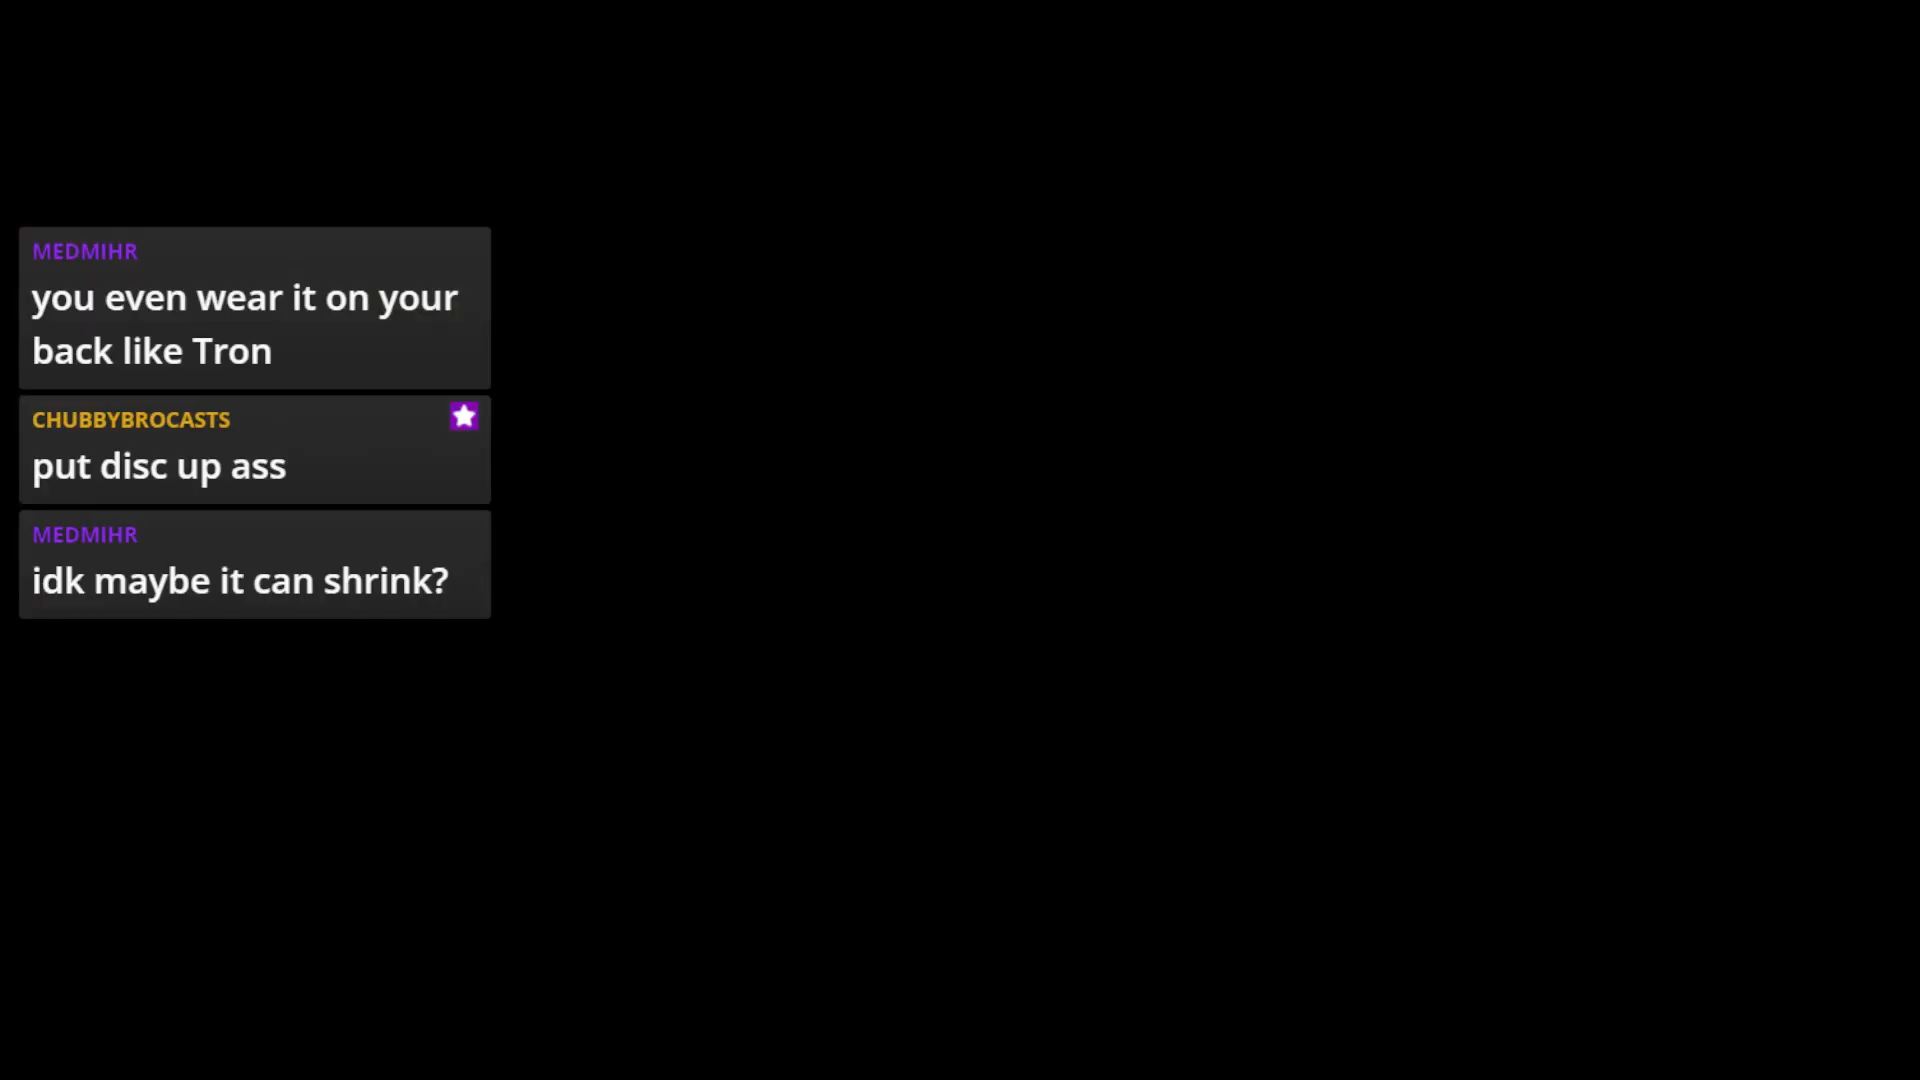 MEDMIHR
you even wear it on your
back like Tron
CHUBBYBROCASTS
put disc up ass
MEDMIHR
idk maybe it can shrink?